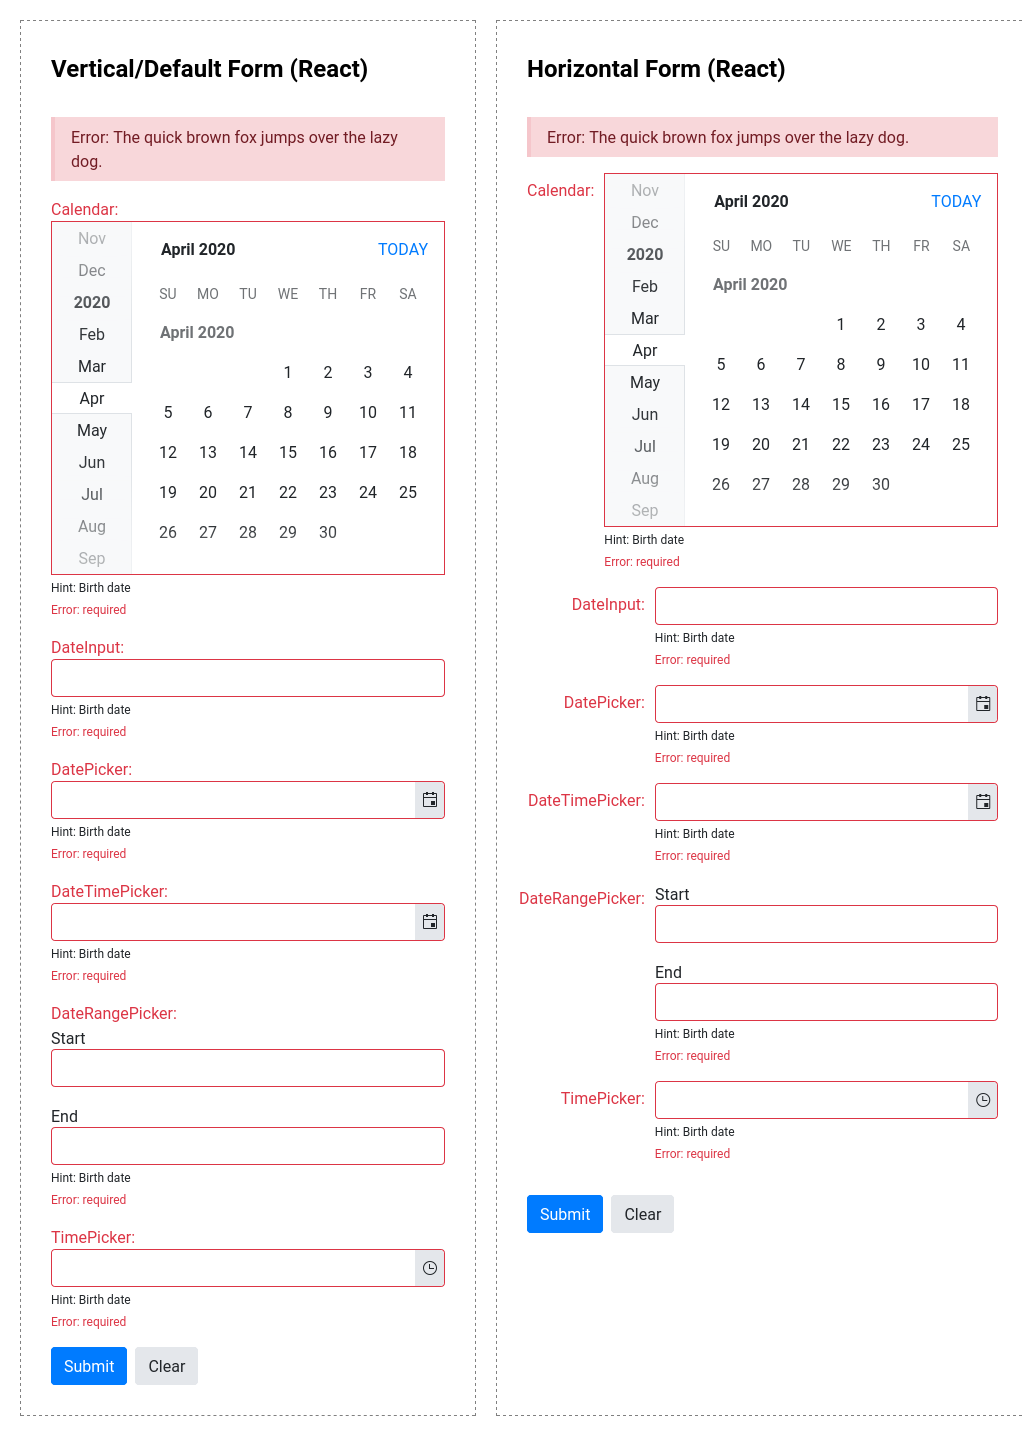 Vertical/Default Form (React)
Error: The quick brown fox jumps over the lazy
dog.
Calendar:
Nov
Dec
2020
Feb
Mar
Apr
May
Jun
Jul
Aug
Sep
April 2020 TODAY
SU MO TU WE TH FR SA
April 2020
1 2 3 4
5 6 7 8 9 10 11
12 13 14 15 16 17 18
19 20 21 22 23 24 25
26 27 28 29 30
Hint: Birth date
Error: required
DateInput:
Hint: Birth date
Error: required
DatePicker:
Hint: Birth date
Error: required
DateTimePicker:
Hint: Birth date
Error: required
DateRangePicker:
Start
End
Hint: Birth date
Error: required
TimePicker:
Hint: Birth date
Error: required
Submit Clear
Horizontal Form (React)
Error: The quick brown fox jumps over the lazy dog.
Calendar:
Nov
Dec
2020
Feb
Mar
Apr
May
Jun
Jul
Aug
Sep
April 2020 TODAY
SU MO TU WE TH FR SA
April 2020
1 2 3 4
5 6 7 8 9 10 11
12 13 14 15 16 17 18
19 20 21 22 23 24 25
26 27 28 29 30
Hint: Birth date
Error: required
DateInput:
Hint: Birth date
Error: required
DatePicker:
Hint: Birth date
Error: required
DateTimePicker:
Hint: Birth date
Error: required
DateRangePicker:
Start
End
Hint: Birth date
Error: required
TimePicker:
Hint: Birth date
Error: required
Submit Clear